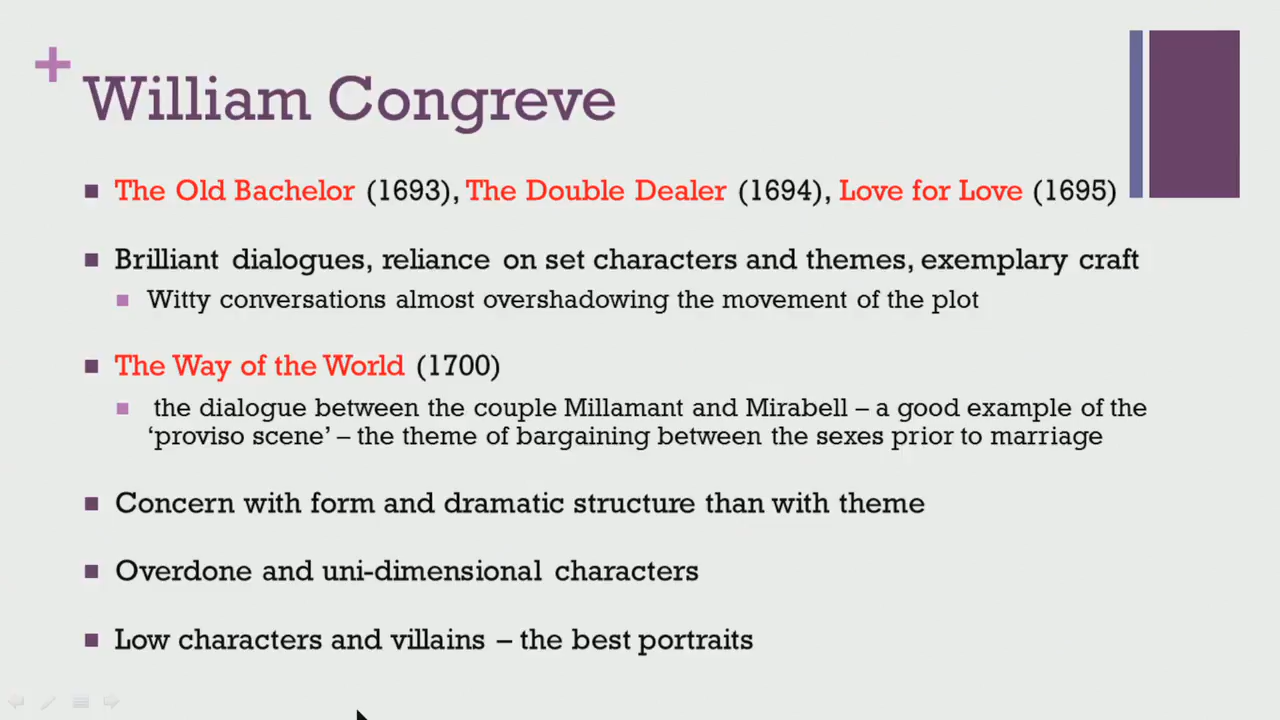 William Congreve
The Old Bachelor (1693), The Double Dealer (1694), Love for Love (1695)
Brilliant dialogues, reliance on set characters and themes, exemplary craft
Witty conversations almost overshadowing the movement of the plot
The Way of the World (1700)
the dialogue between the couple Millamant and Mirabell – a good example of the
‘proviso scene’ – the theme of bargaining between the sexes prior to marriage
Concern with form and dramatic structure than with theme
Overdone and uni-dimensional characters
Low characters and villains – the best portraits